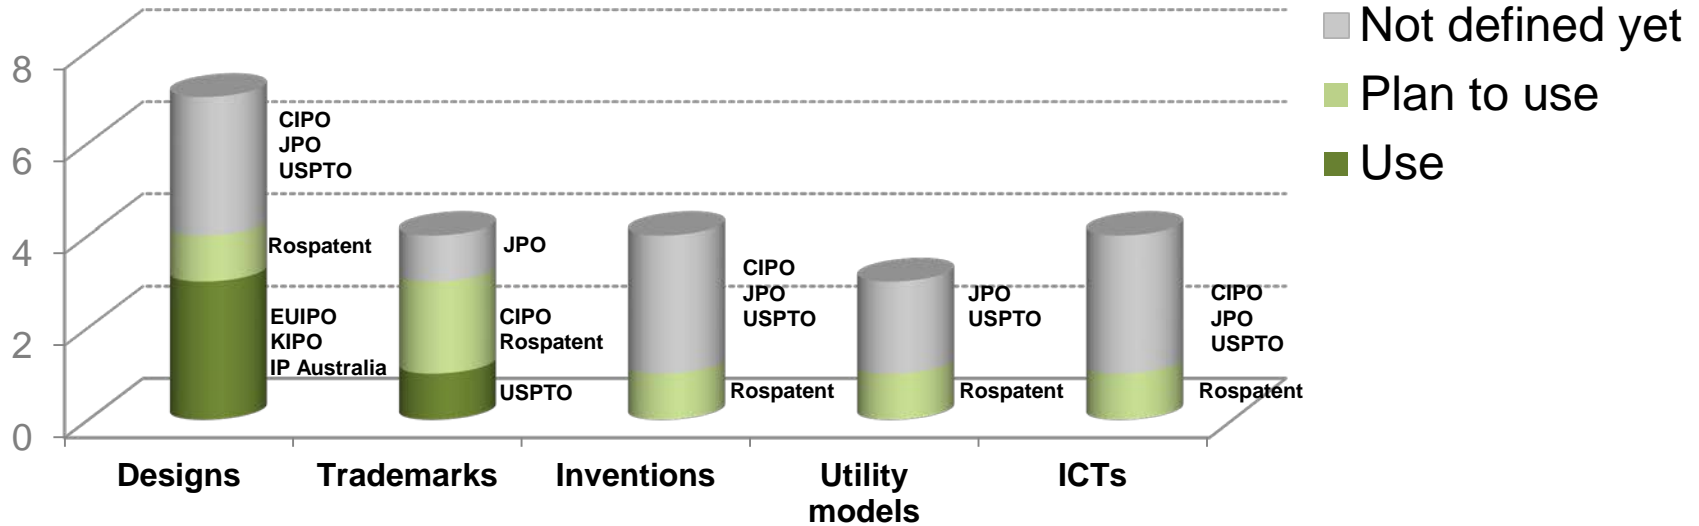 8
6
4
2
0
CIPO
JPO
USPTO
Rospatent
EUIPO
KIPO
IP Australia
JPO
CIPO
Rospatent
USPTO
CIPO
JPO
USPTO
Rospatent
JPO
USPTO
Rospatent
CIPO
JPO
USPTO
Rospatent
Designs
Trademarks
Inventions
Utility
models
ICTs
Not defined yet
Plan to use
Use